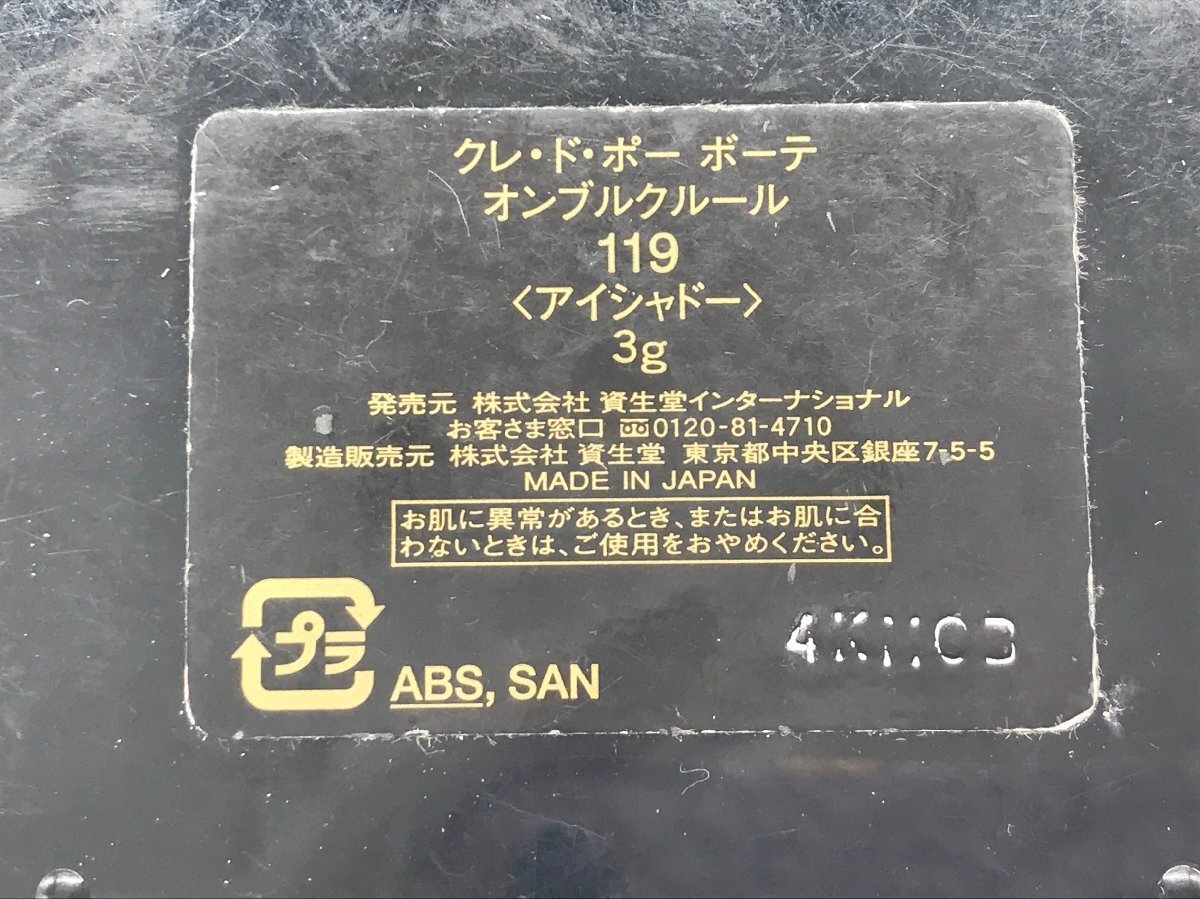 クレ・ド・ポー ボーテ
オンブルクルール
119
〈アイシャドー〉
3g
発売元 株式会社 資生堂インターナショナル
お客さま窓口 0120-81-4710
製造販売元 株式会社 資生堂 東京都中央区銀座7-5-5
MADE IN JAPAN
お肌に異常があるとき、またはお肌に合
わないときは、ご使用をおやめください。
プラ
ABS, SAN